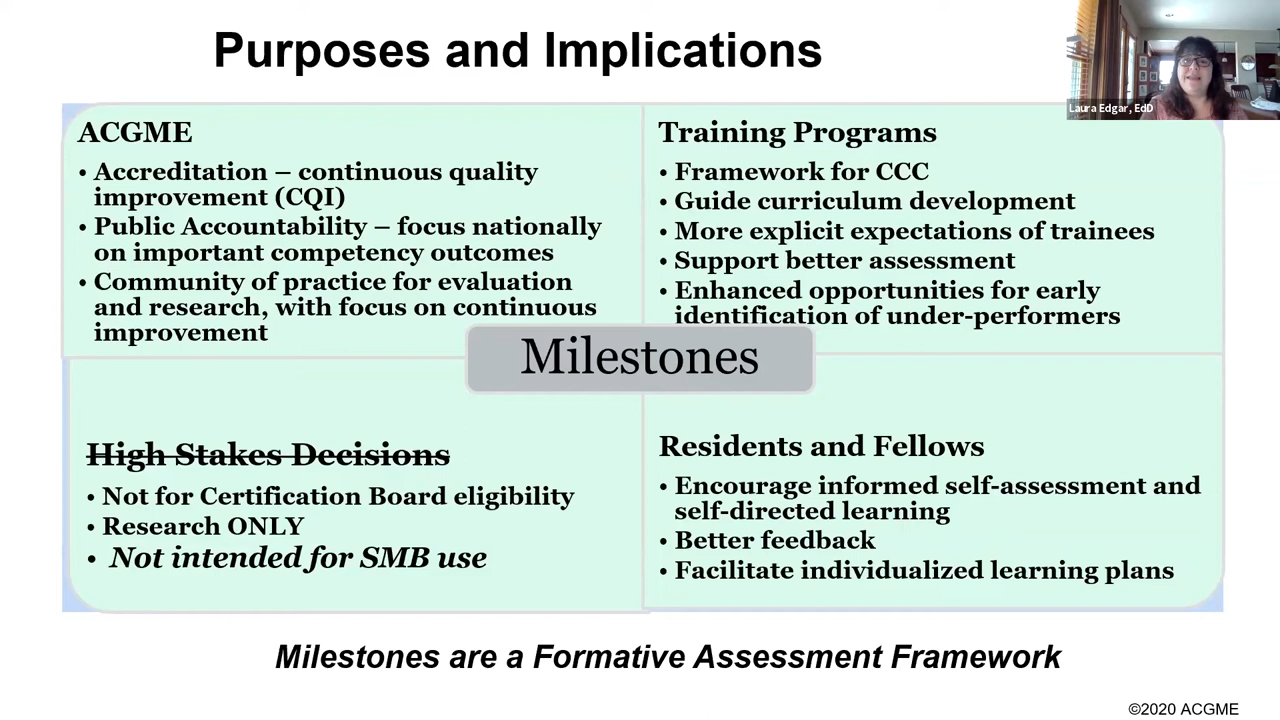 Purposes and Implications
Laura Edgar, EdD
ACGME
• Accreditation – continuous quality
improvement (CQI)
• Public Accountability – focus nationally
on important competency outcomes
• Community of practice for evaluation
and research, with focus on continuous
improvement
Training Programs
• Framework for CCC
• Guide curriculum development
• More explicit expectations of trainees
• Support better assessment
• Enhanced opportunities for early
identification of under-performers
Milestones
High Stakes Decisions
• Not for Certification Board eligibility
• Research ONLY
• Not intended for SMB use
Residents and Fellows
• Encourage informed self-assessment and
self-directed learning
• Better feedback
• Facilitate individualized learning plans
Milestones are a Formative Assessment Framework
©2020 ACGME